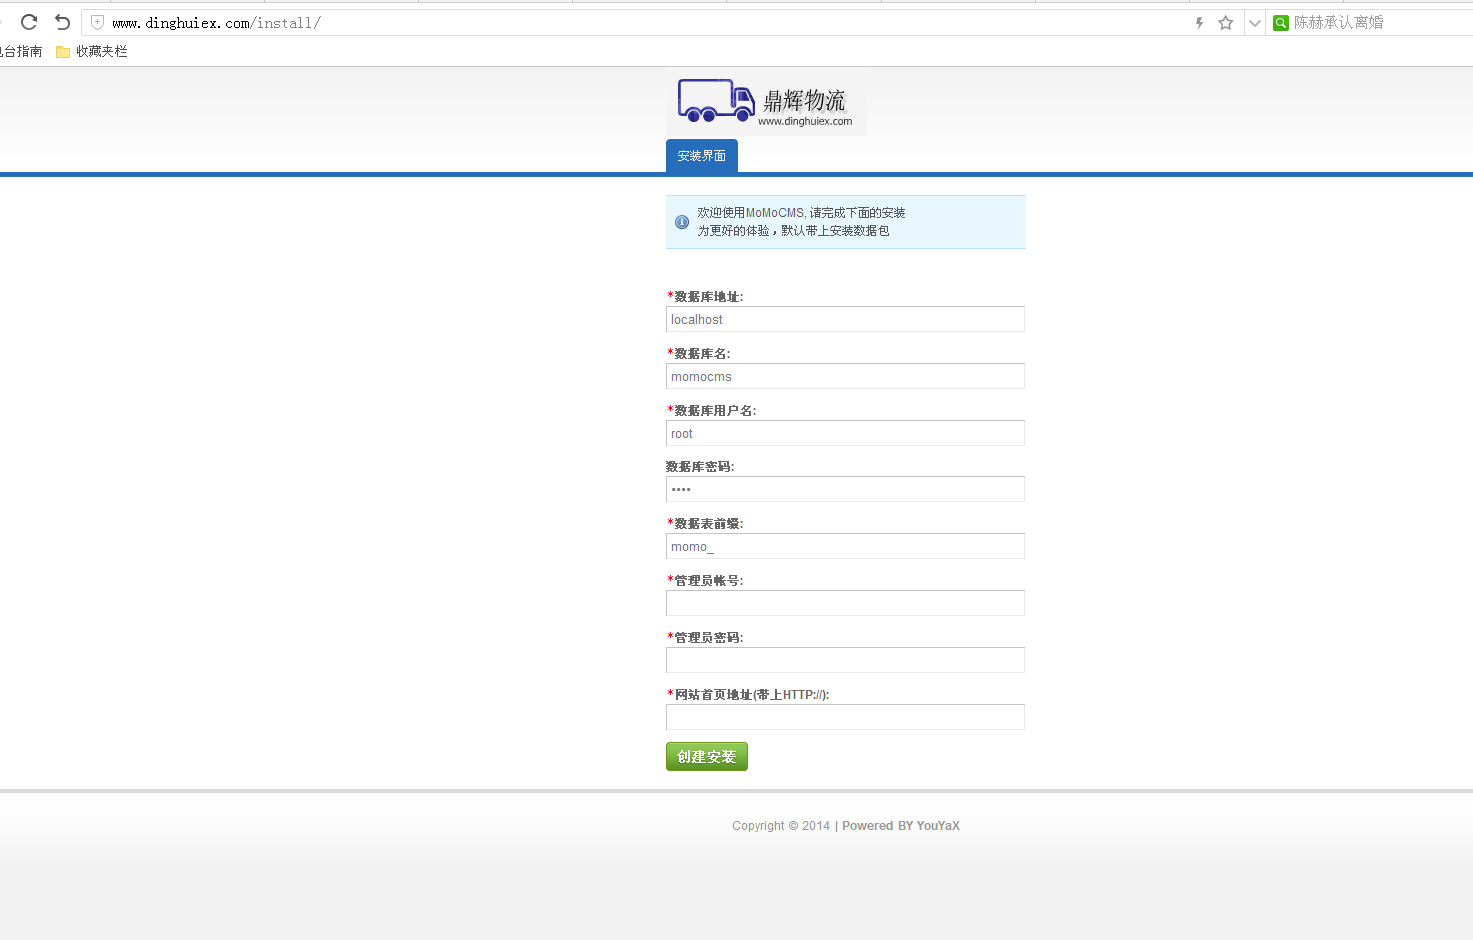 www.dinghuiex.com/install/
陈赫承认离婚
台指南
收藏夹栏
鼎辉物流
www.dinghuiex.com
安装界面
欢迎使用MoMoCMS, 请完成下面的安装
为更好的体验，默认带上安装数据包
*数据库地址:
localhost
*数据库名:
momocms
*数据库用户名:
root
数据库密码:
••••
*数据表前缀:
momo_
*管理员帐号:
*管理员密码:
*网站首页地址(带上HTTP://):
创建安装
Copyright © 2014 | Powered BY YouYaX